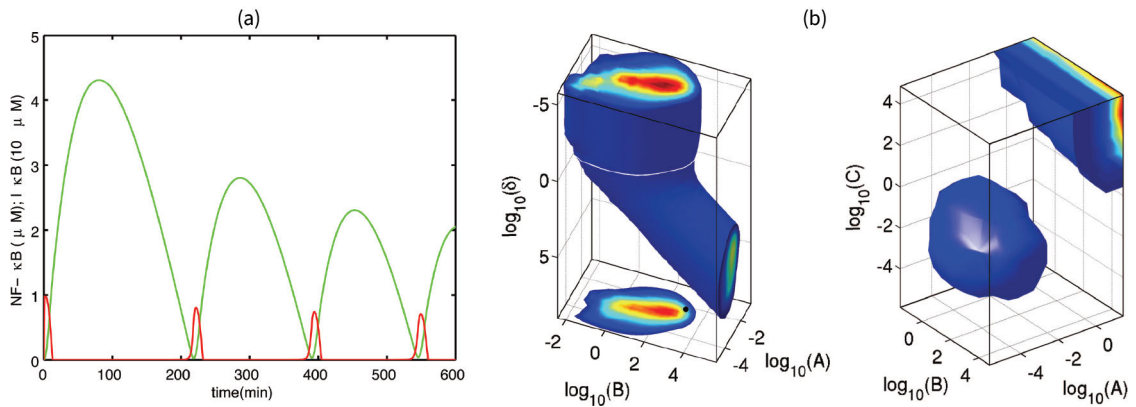 (a)
(b)
NF- κB ( μ M); I κB (10 μ M)
5
4
3
2
1
0
0 100 200 300 400 500 600
time(min)
log10(δ)
-5
0
5
-2 0 2 4
log10(B)
-4 -2
log10(A)
log10(C)
4
2
0
-2
-4
0 2 4
log10(B)
-4 -2 0
log10(A)